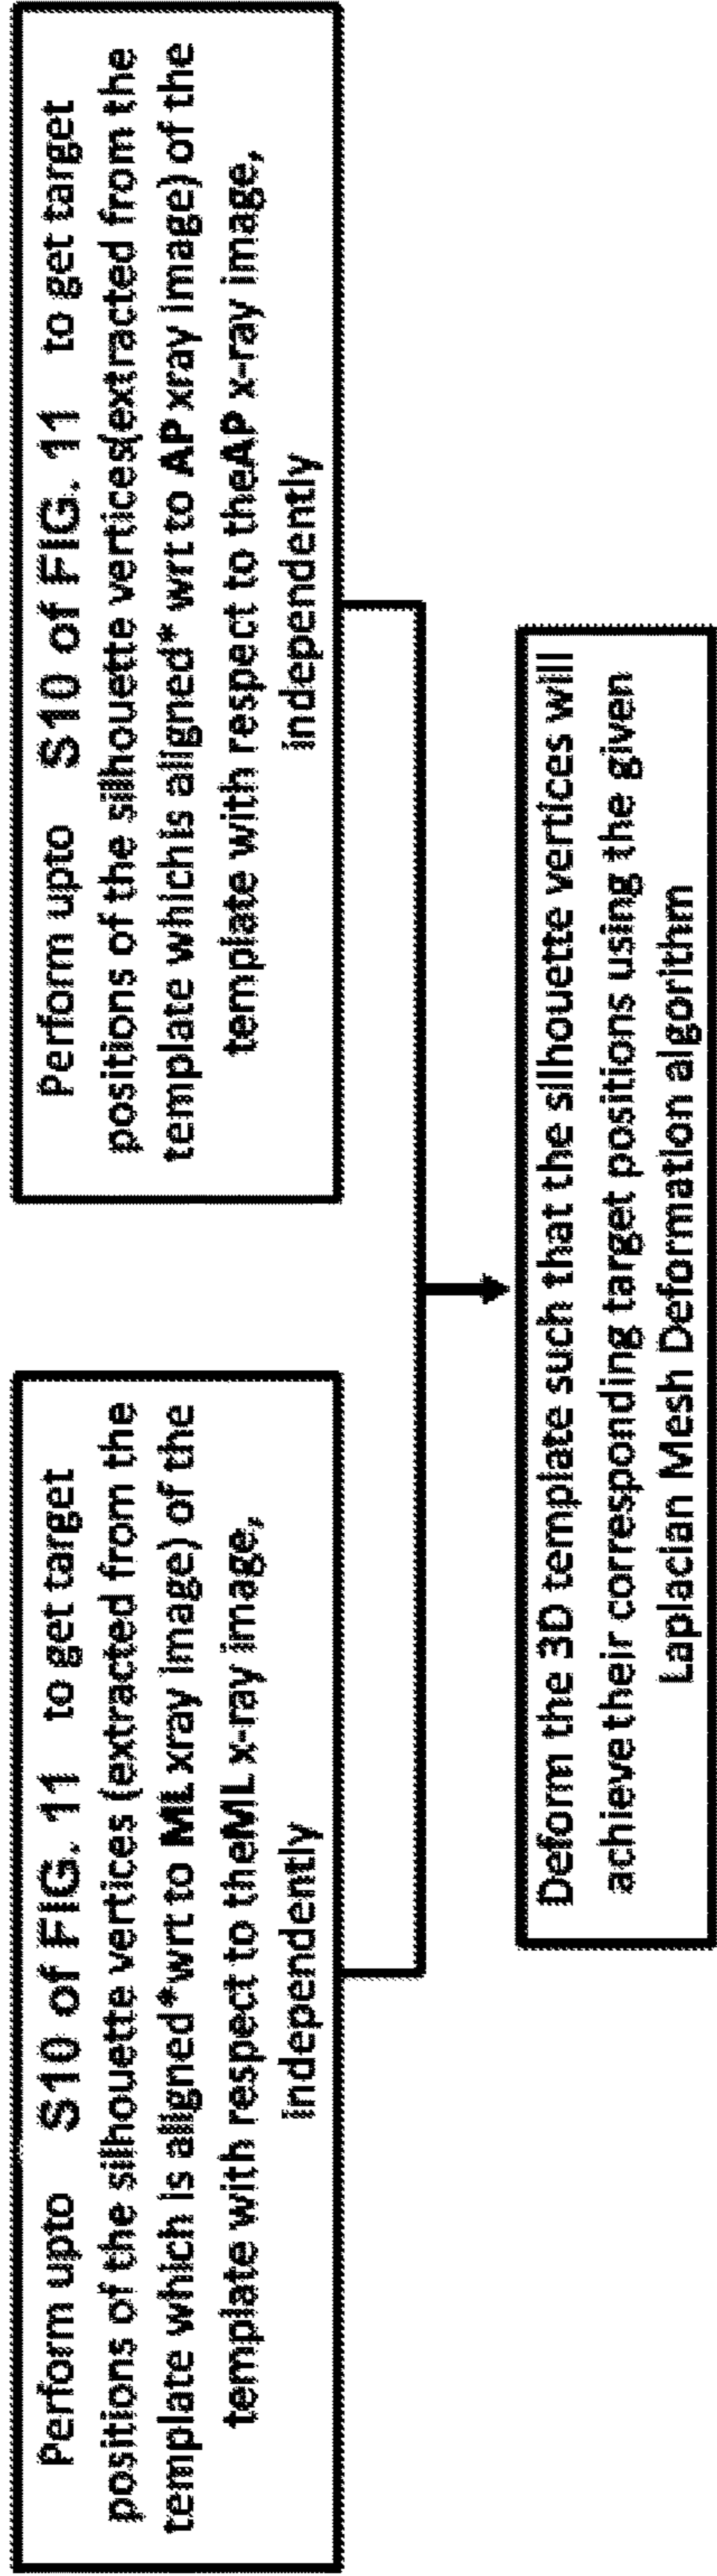 Perform upto S10 of FIG. 11 to get target
positions of the silhouette vertices (extracted from the
template which is aligned*wrt to ML xray image) of the
template with respect to theML x-ray image,
independently
Perform upto S10 of FIG. 11 to get target
positions of the silhouette vertices(extracted from the
template whichis aligned* wrt to AP xray image) of the
template with respect to theAP x-ray image,
independently
Deform the 3D template such that the silhouette vertices will
achieve their corresponding target positions using the given
Laplacian Mesh Deformation algorithm